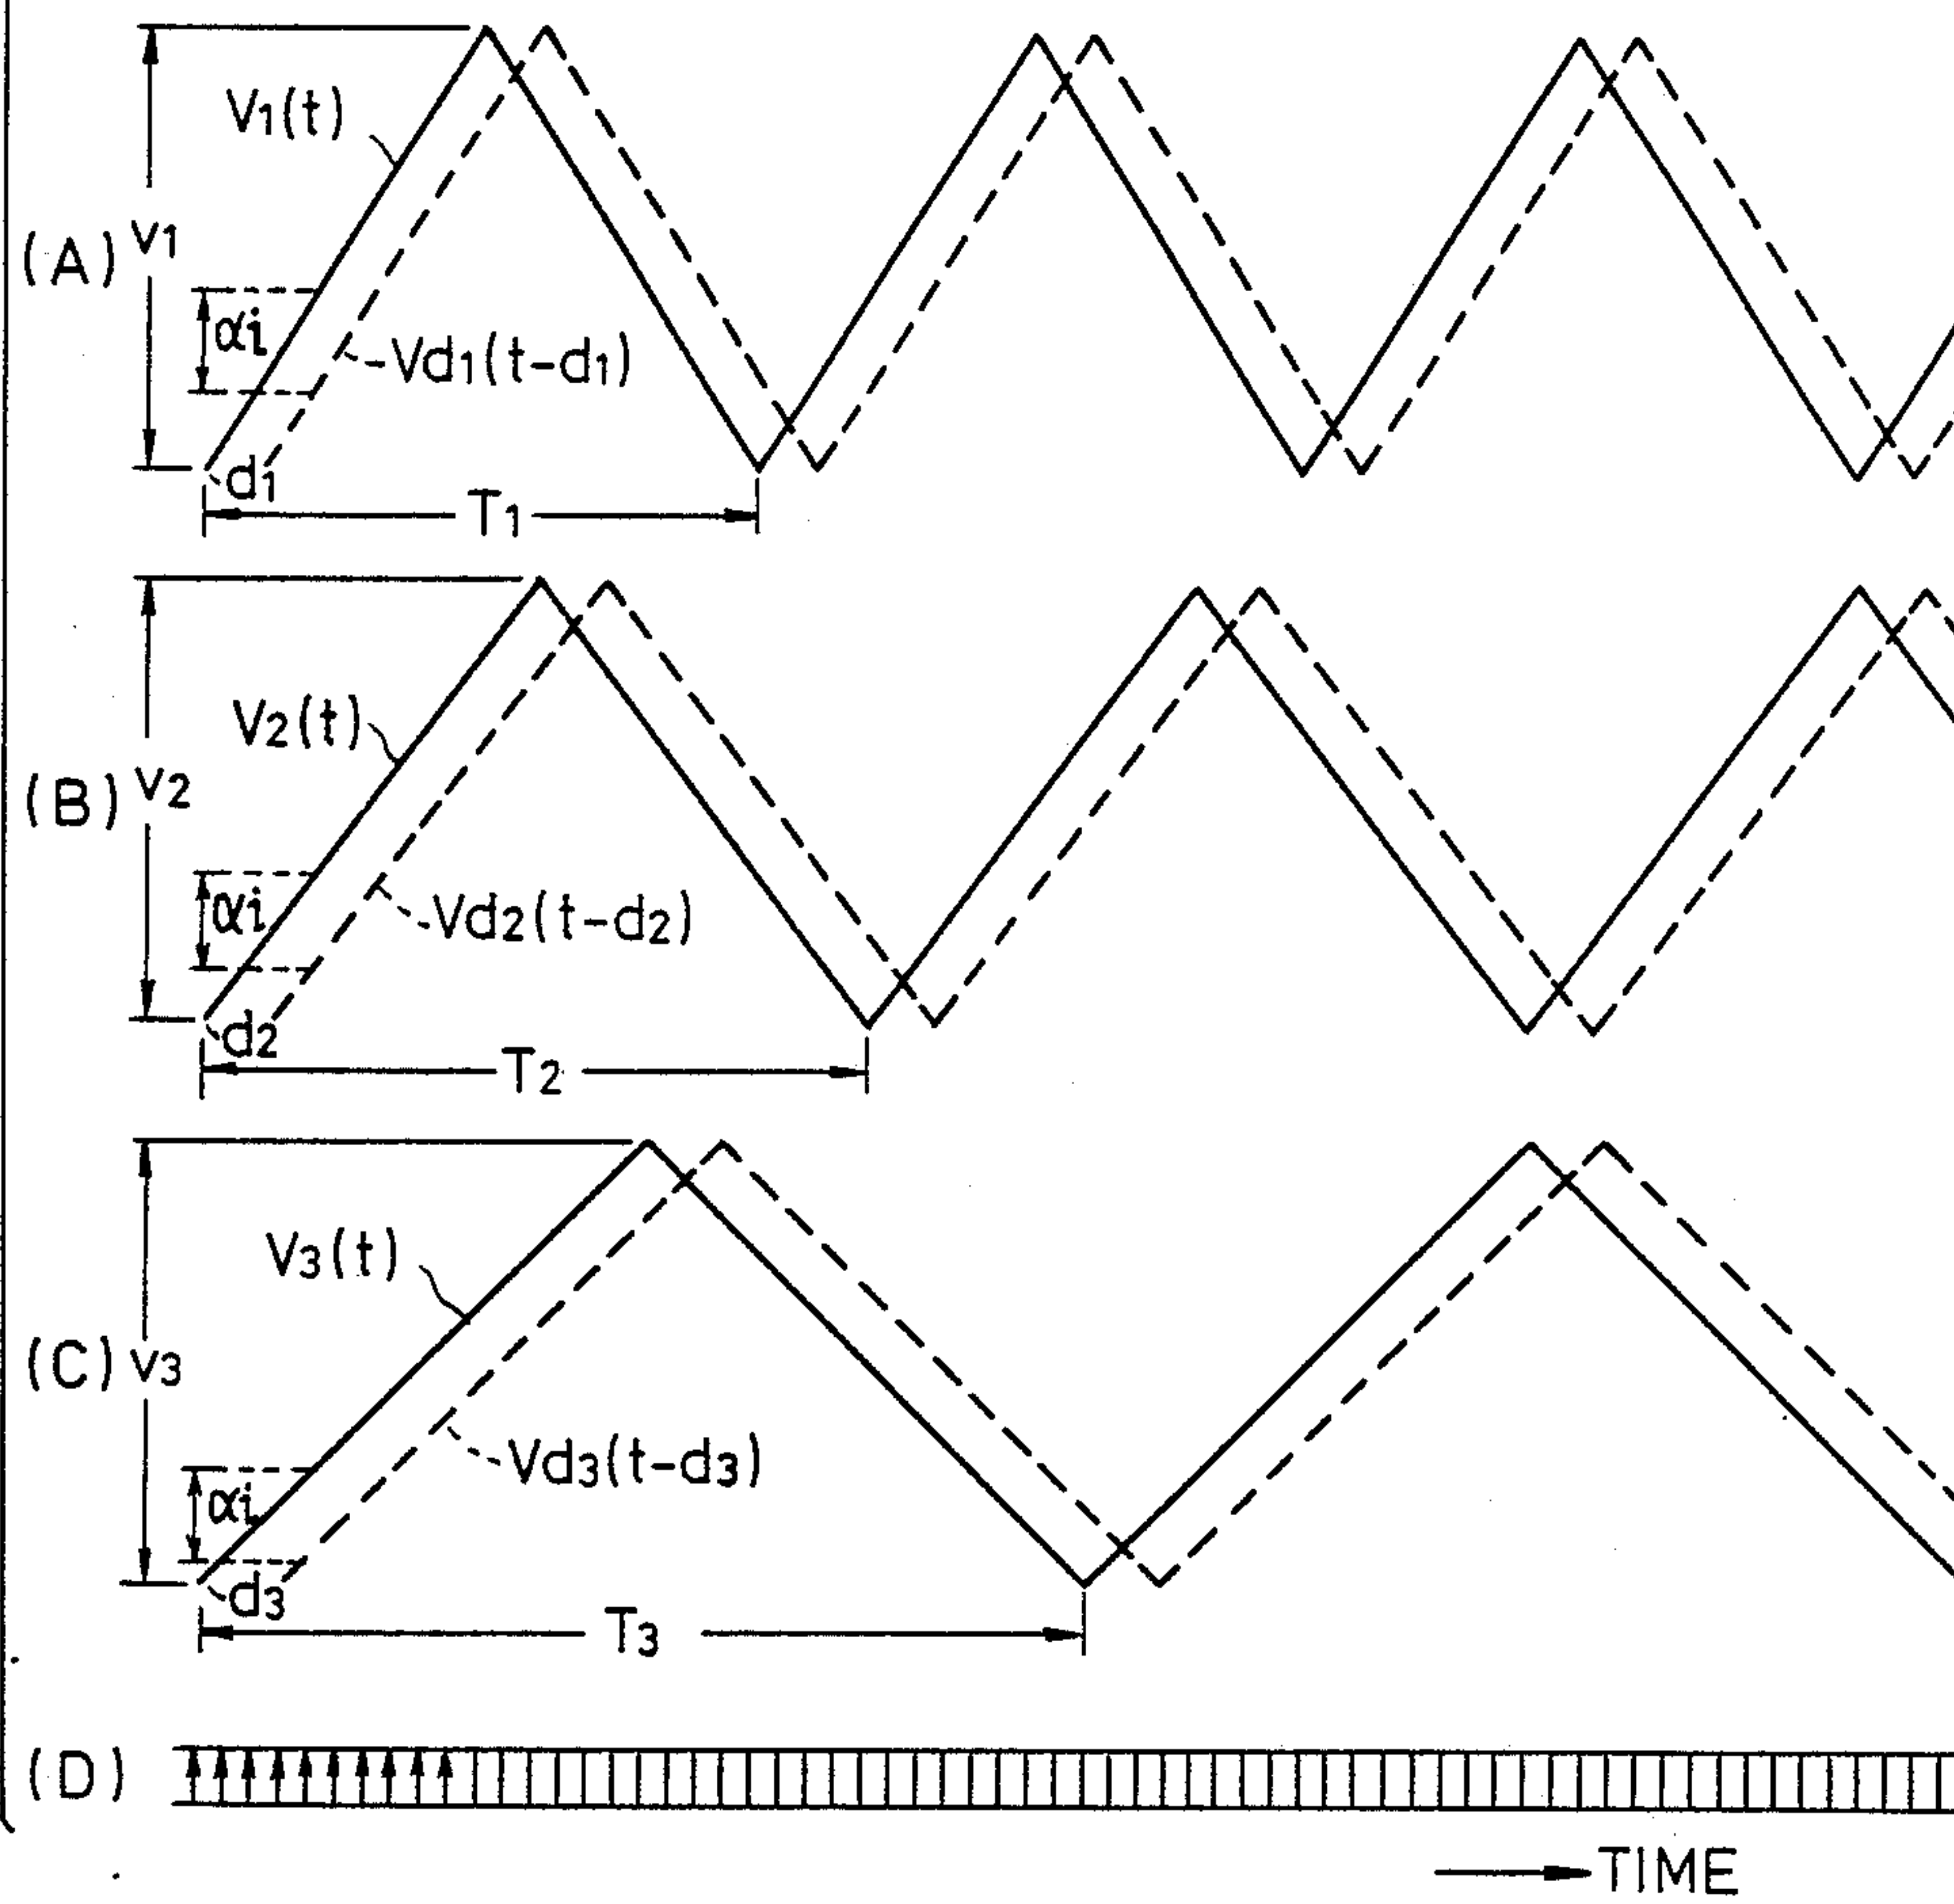 V1(t)
(A) v1
αi
Vd1(t-d1)
d1
T1
V2(t)
(B) v2
αi
Vd2(t-d2)
d2
T2
V3(t)
(C) v3
αi
Vd3(t-d3)
d3
T3
(D)
TIME